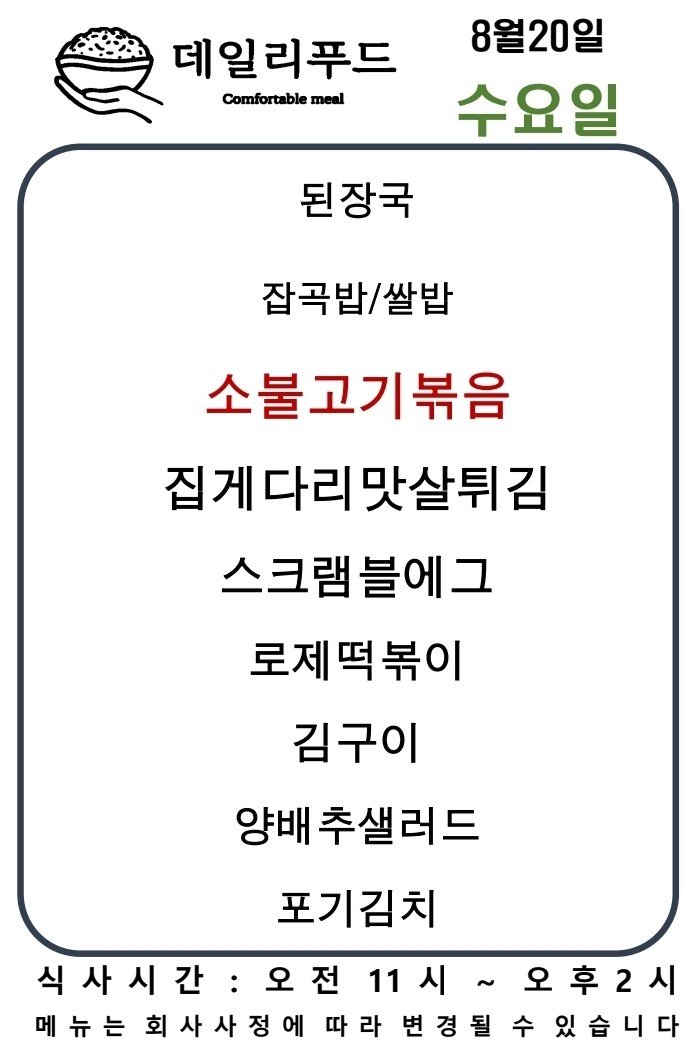 데일리푸드
Comfortable meal
8월20일
수요일
된장국
잡곡밥/쌀밥
소불고기볶음
집게다리맛살튀김
스크램블에그
로제떡볶이
김구이
양배추샐러드
포기김치
식사시간 : 오전 11시 ~ 오후2시
메뉴는 회사사정에 따라 변경될 수 있습니다